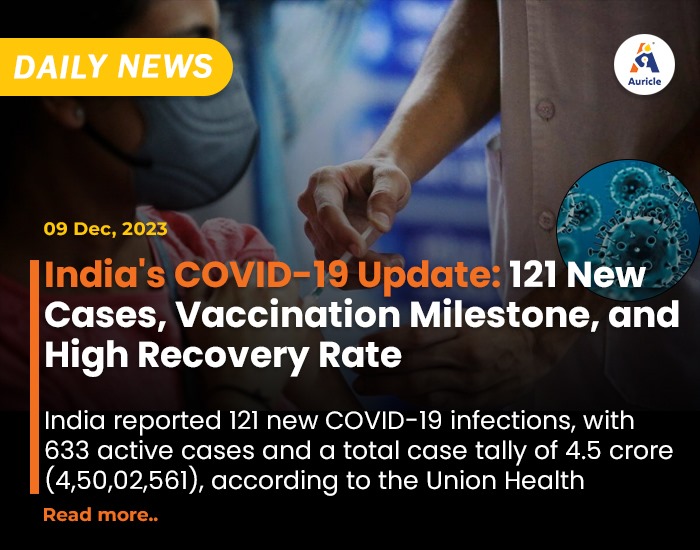 DAILY NEWS
Auricle
09 Dec, 2023
India's COVID-19 Update: 121 New
Cases, Vaccination Milestone, and
High Recovery Rate
India reported 121 new COVID-19 infections, with
633 active cases and a total case tally of 4.5 crore
(4,50,02,561), according to the Union Health
Read more..